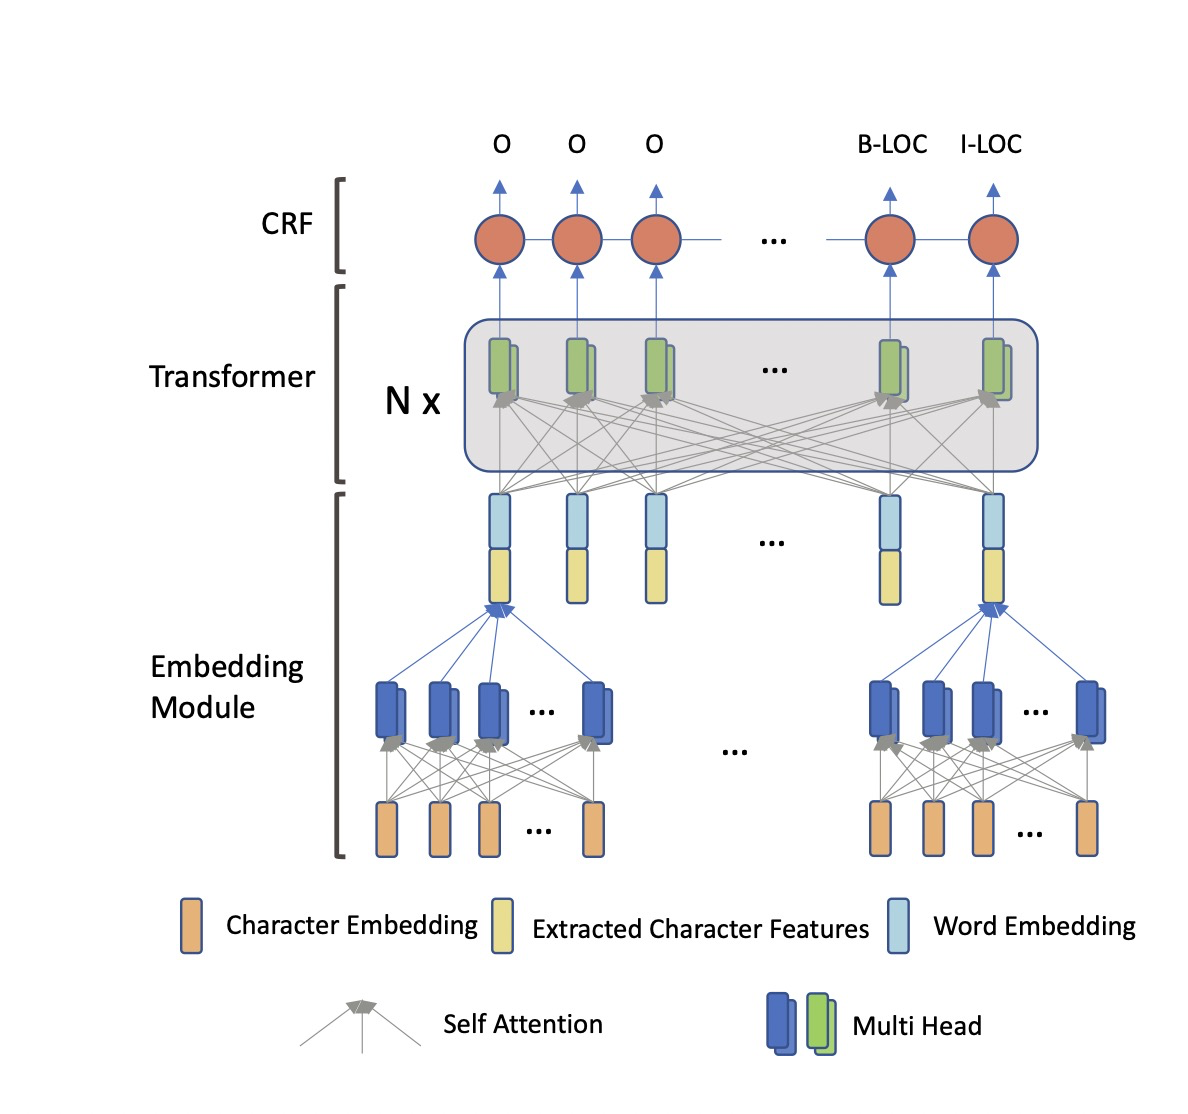 O O O B-LOC I-LOC
CRF
...
Transformer
N x
...
...
Embedding
Module
... ...
...
... ...
Character Embedding Extracted Character Features Word Embedding
Self Attention Multi Head